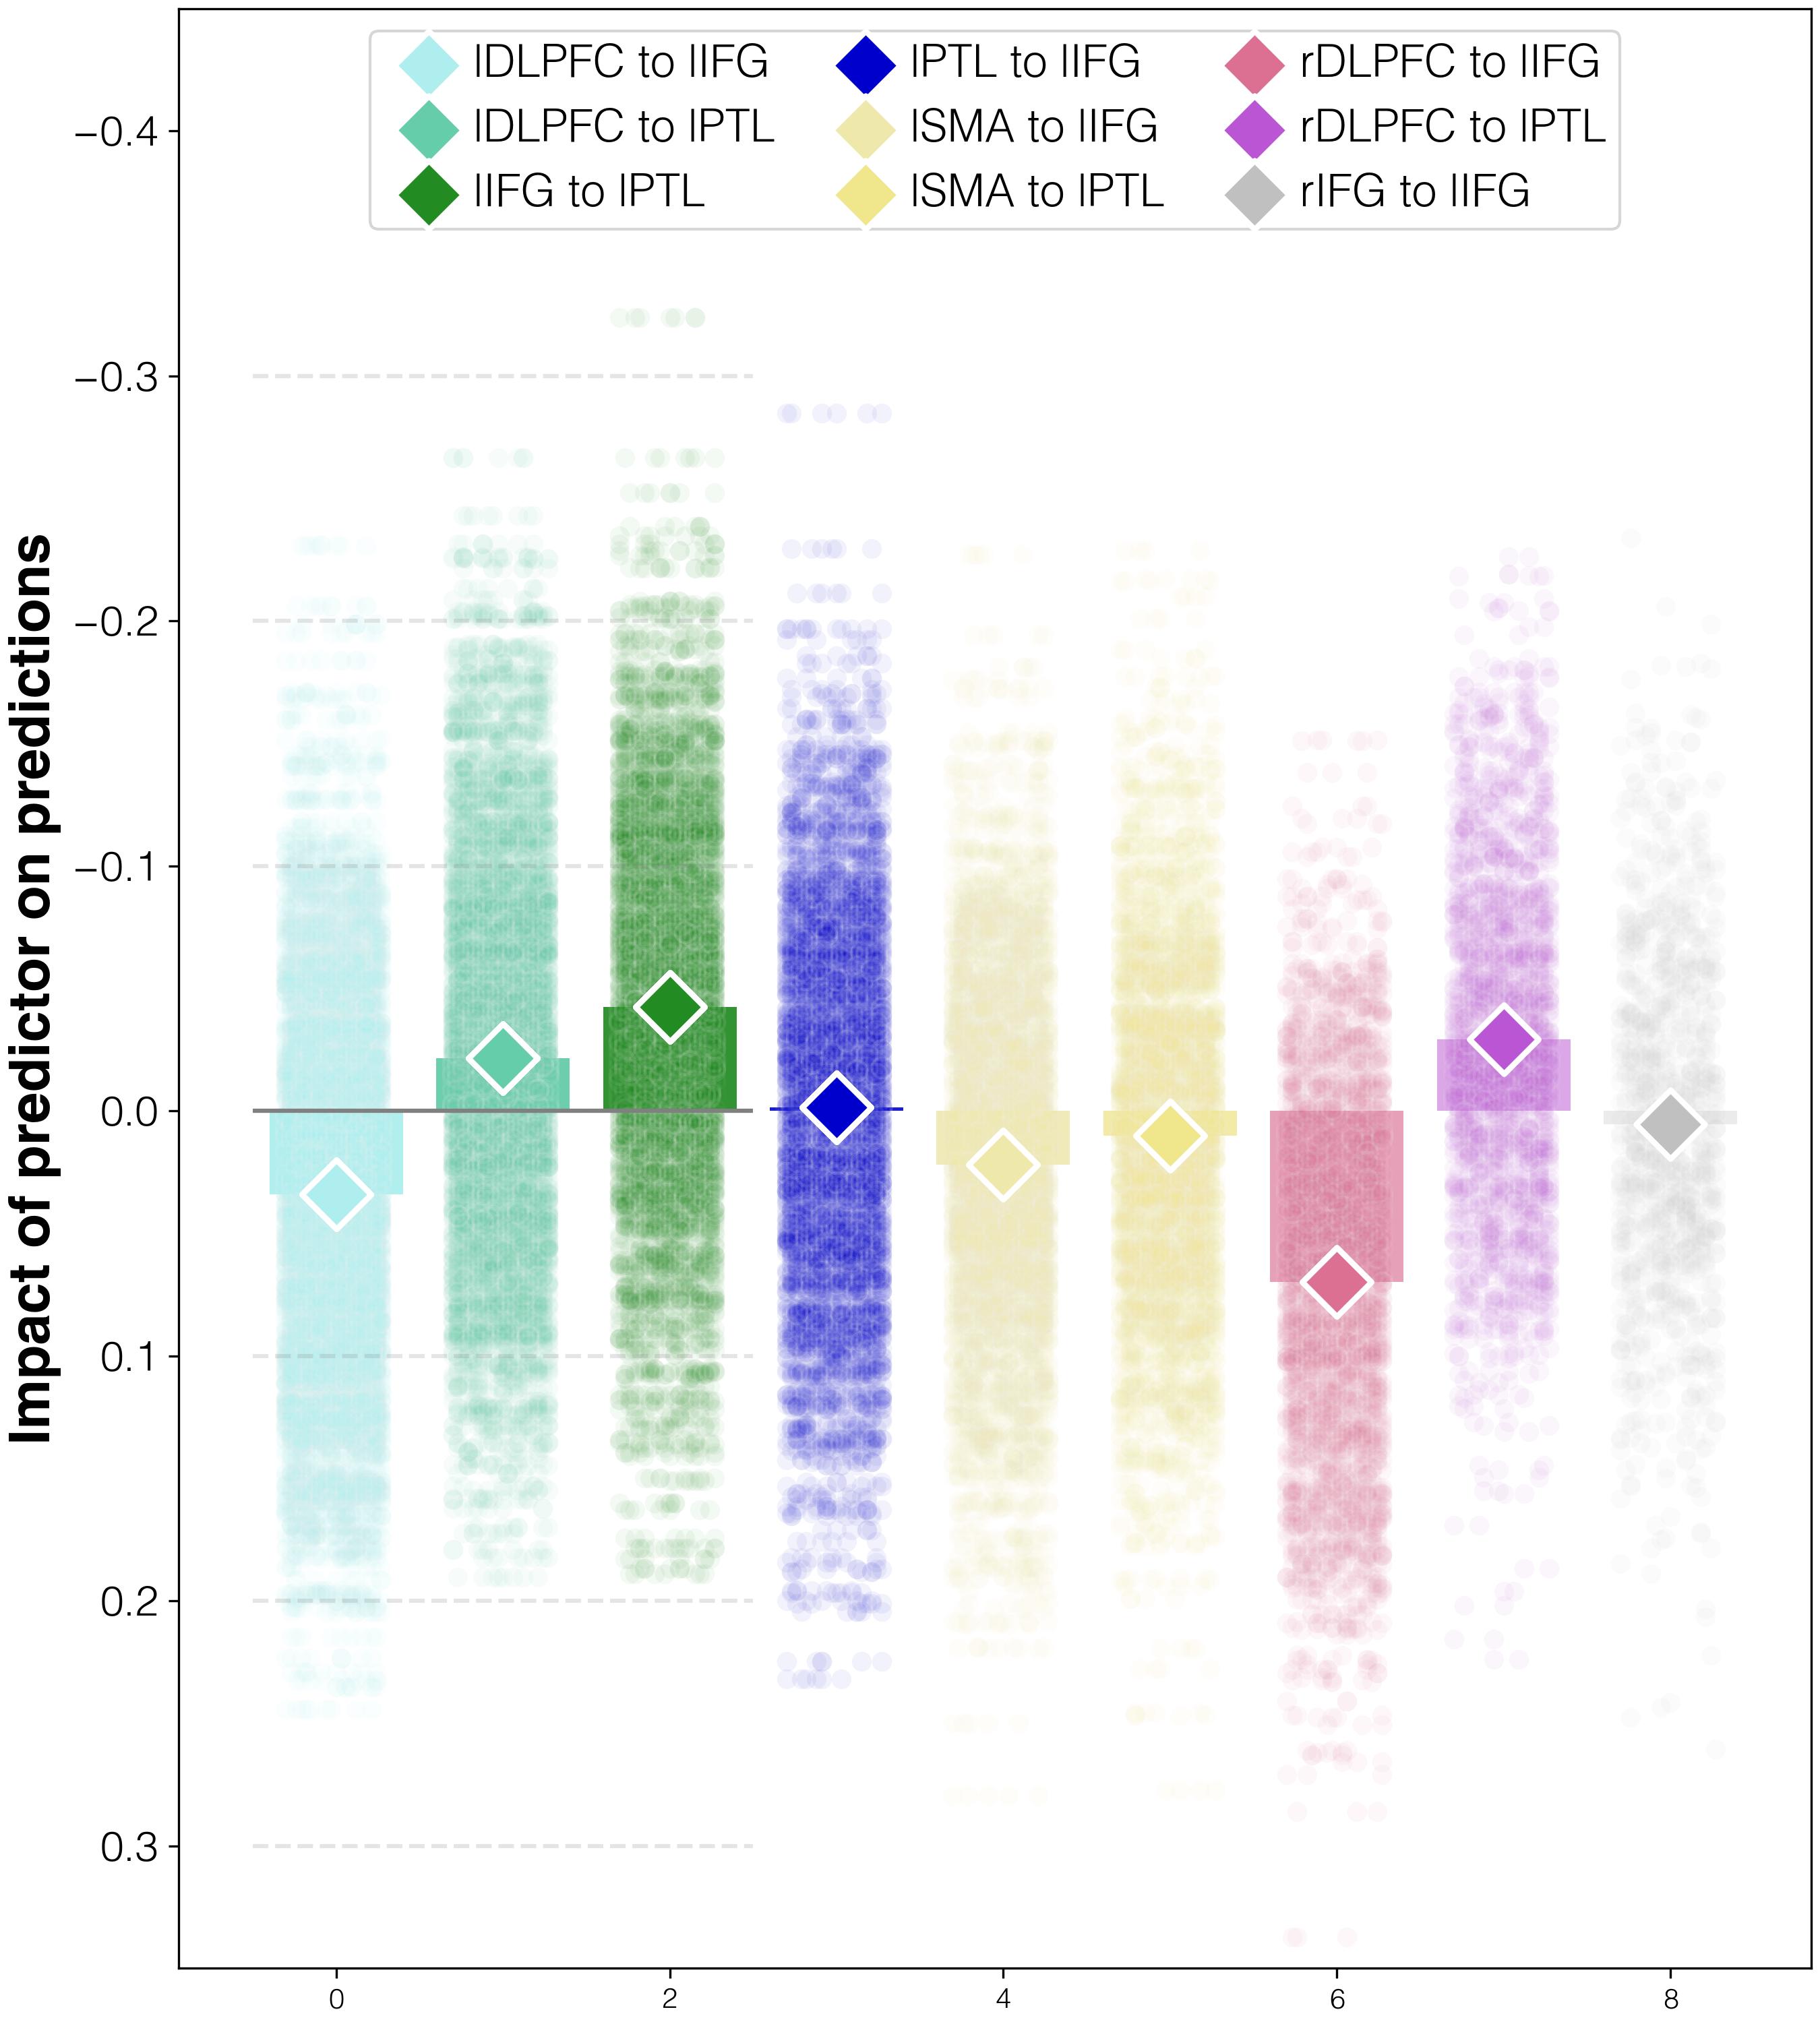 lDLPFC to lIFG
lDLPFC to lPTL
lIFG to lPTL
lPTL to lIFG
lSMA to lIFG
lSMA to lPTL
rDLPFC to lIFG
rDLPFC to lPTL
rIFG to lIFG
Impact of predictor on predictions
−0.4
−0.3
−0.2
−0.1
0.0
0.1
0.2
0.3
0 2 4 6 8